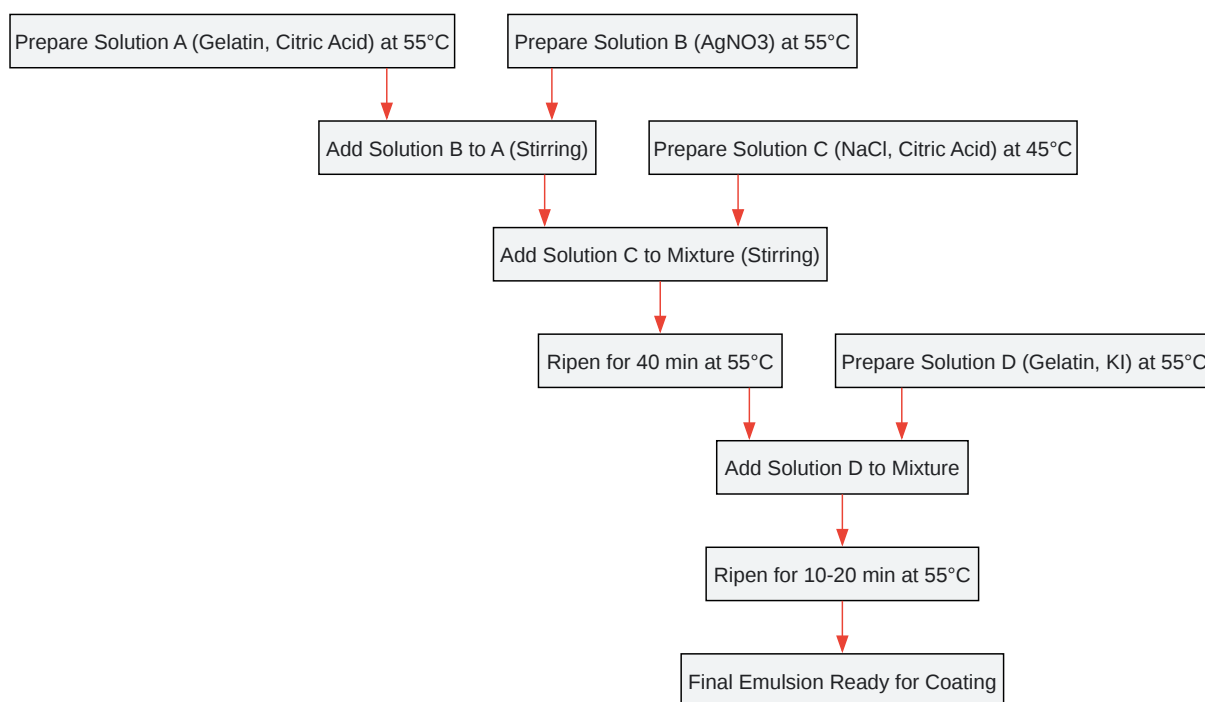 Prepare Solution A (Gelatin, Citric Acid) at 55°C
Prepare Solution B (AgNO3) at 55°C
Add Solution B to A (Stirring)
Prepare Solution C (NaCl, Citric Acid) at 45°C
Add Solution C to Mixture (Stirring)
Ripen for 40 min at 55°C
Prepare Solution D (Gelatin, KI) at 55°C
Add Solution D to Mixture
Ripen for 10-20 min at 55°C
Final Emulsion Ready for Coating